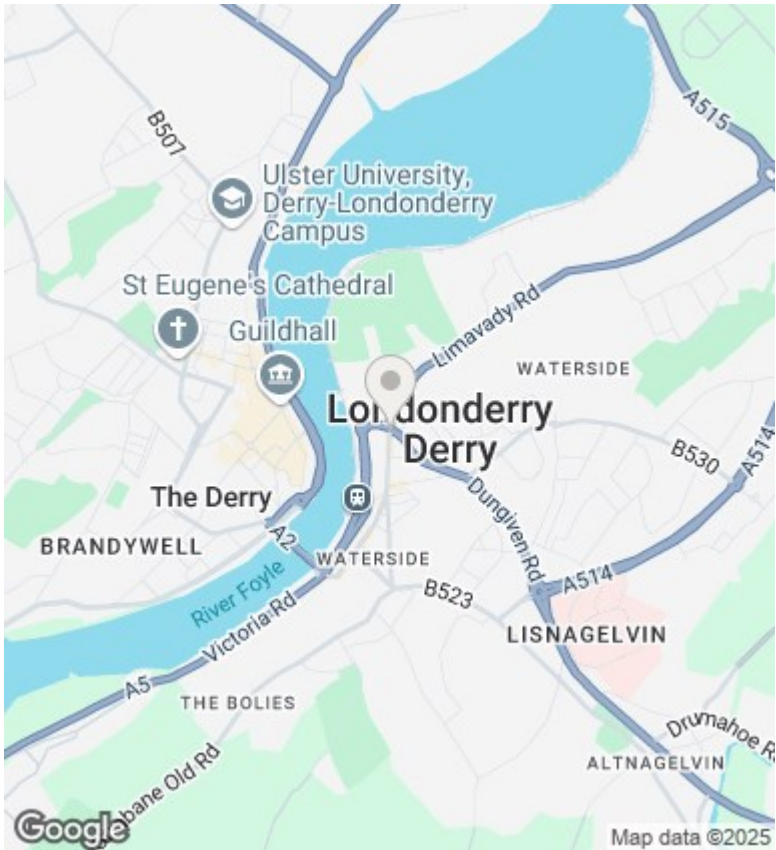 B507
A515
Ulster University,
Derry-Londonderry
Campus
St Eugene's Cathedral
Guildhall
Limavady Rd
WATERSIDE
Londonderry
Derry
B530
A514
The Derry
Dungiven Rd
BRANDYWELL
A2
WATERSIDE
River Foyle
A514
B523
Victoria Rd
LISNAGELVIN
A5
THE BOLIES
Drumahoe R
ALTNAGELVIN
bane Old Rd
Google
Map data ©2025